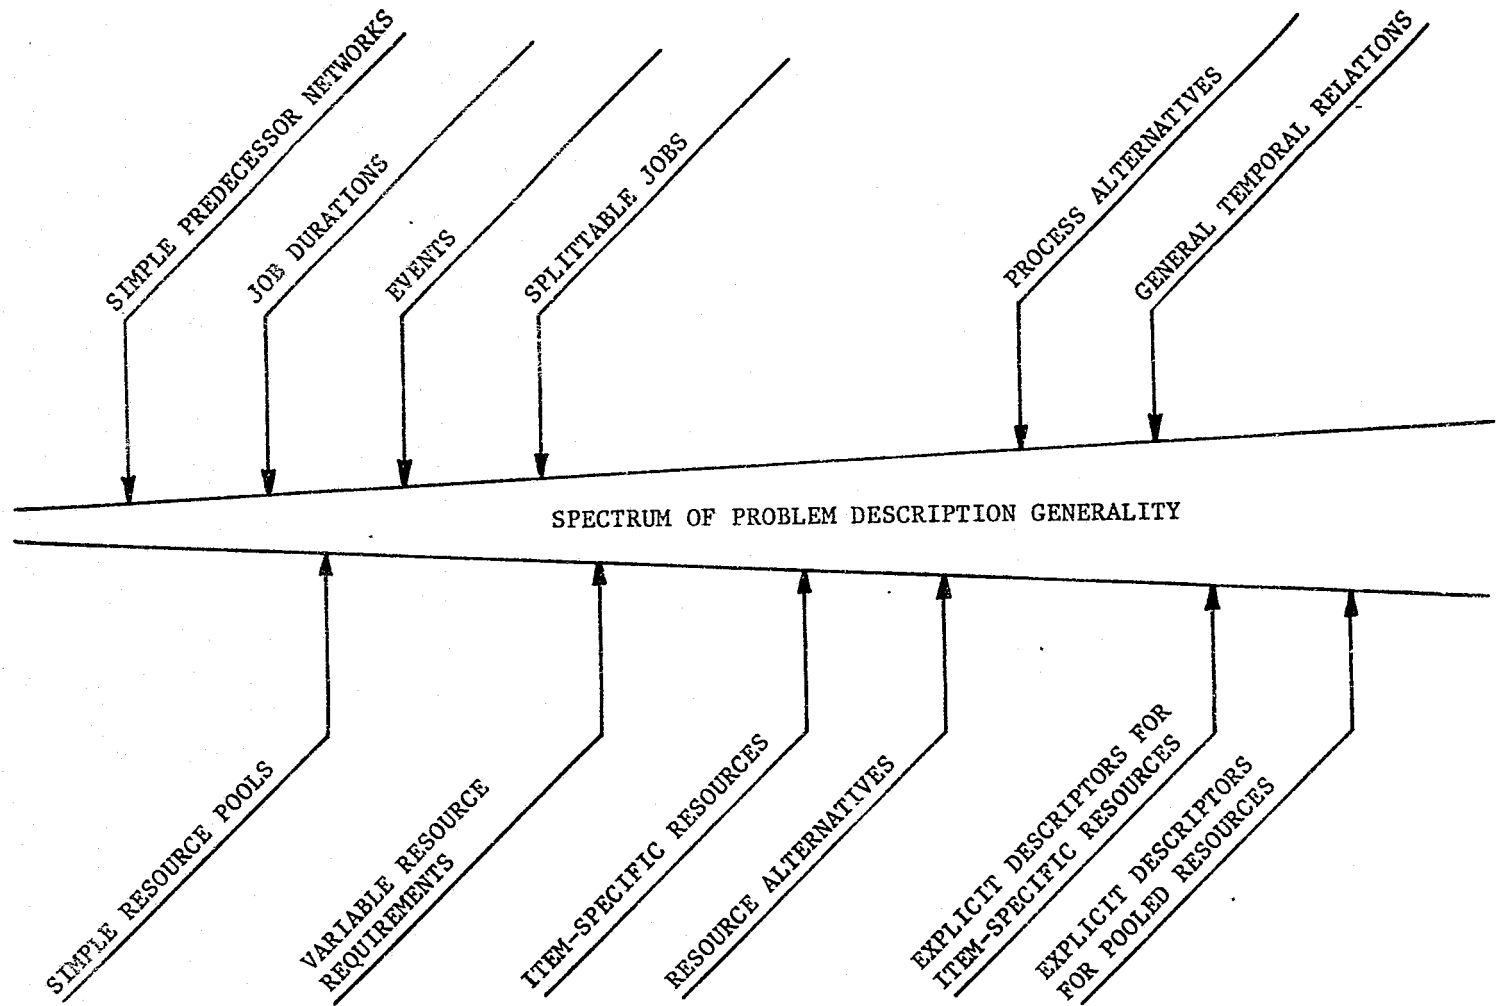 SIMPLE PREDECESSOR NETWORKS
JOB DURATIONS
EVENTS
SPLITTABLE JOBS
PROCESS ALTERNATIVES
GENERAL TEMPORAL RELATIONS
SPECTRUM OF PROBLEM DESCRIPTION GENERALITY
SIMPLE RESOURCE POOLS
VARIABLE RESOURCE
REQUIREMENTS
ITEM-SPECIFIC RESOURCES
RESOURCE ALTERNATIVES
EXPLICIT DESCRIPTORS FOR
ITEM-SPECIFIC RESOURCES
EXPLICIT DESCRIPTORS
FOR POOLED RESOURCES